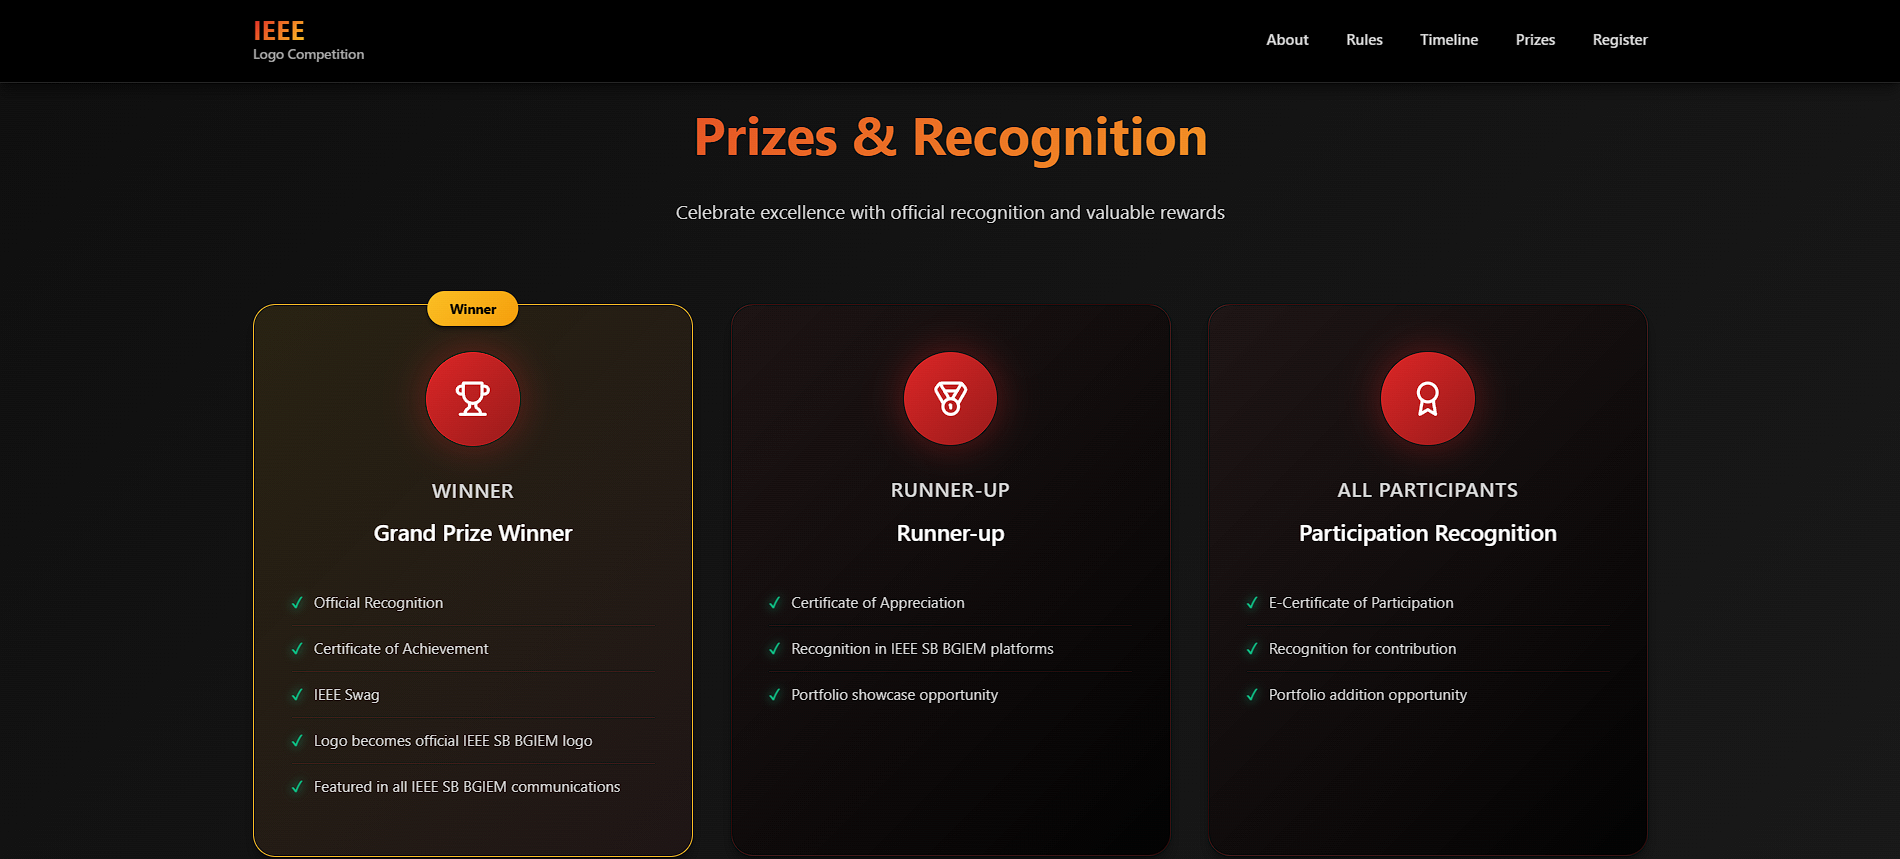 IEEE
Logo Competition
About
Rules
Timeline
Prizes
Register
Prizes & Recognition
Celebrate excellence with official recognition and valuable rewards
Winner
WINNER
Grand Prize Winner
✓ Official Recognition
✓ Certificate of Achievement
✓ IEEE Swag
✓ Logo becomes official IEEE SB BGIEM logo
✓ Featured in all IEEE SB BGIEM communications
RUNNER-UP
Runner-up
✓ Certificate of Appreciation
✓ Recognition in IEEE SB BGIEM platforms
✓ Portfolio showcase opportunity
ALL PARTICIPANTS
Participation Recognition
✓ E-Certificate of Participation
✓ Recognition for contribution
✓ Portfolio addition opportunity